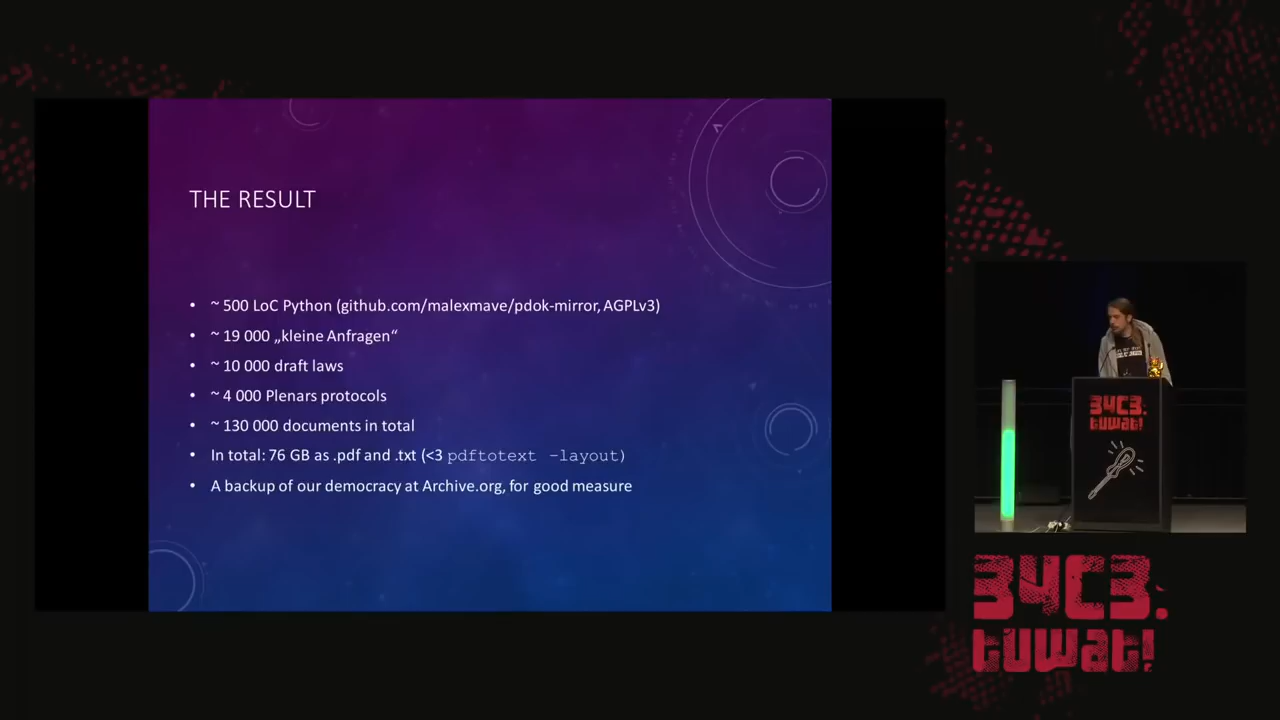 THE RESULT
• ~ 500 LoC Python (github.com/malexmave/pdok-mirror, AGPLv3)
• ~ 19 000 „kleine Anfragen“
• ~ 10 000 draft laws
• ~ 4 000 Plenars protocols
• ~ 130 000 documents in total
• In total: 76 GB as .pdf and .txt (<3 pdftotext –layout)
• A backup of our democracy at Archive.org, for good measure
34C3.
tuwat!
34C3.
tuwat!